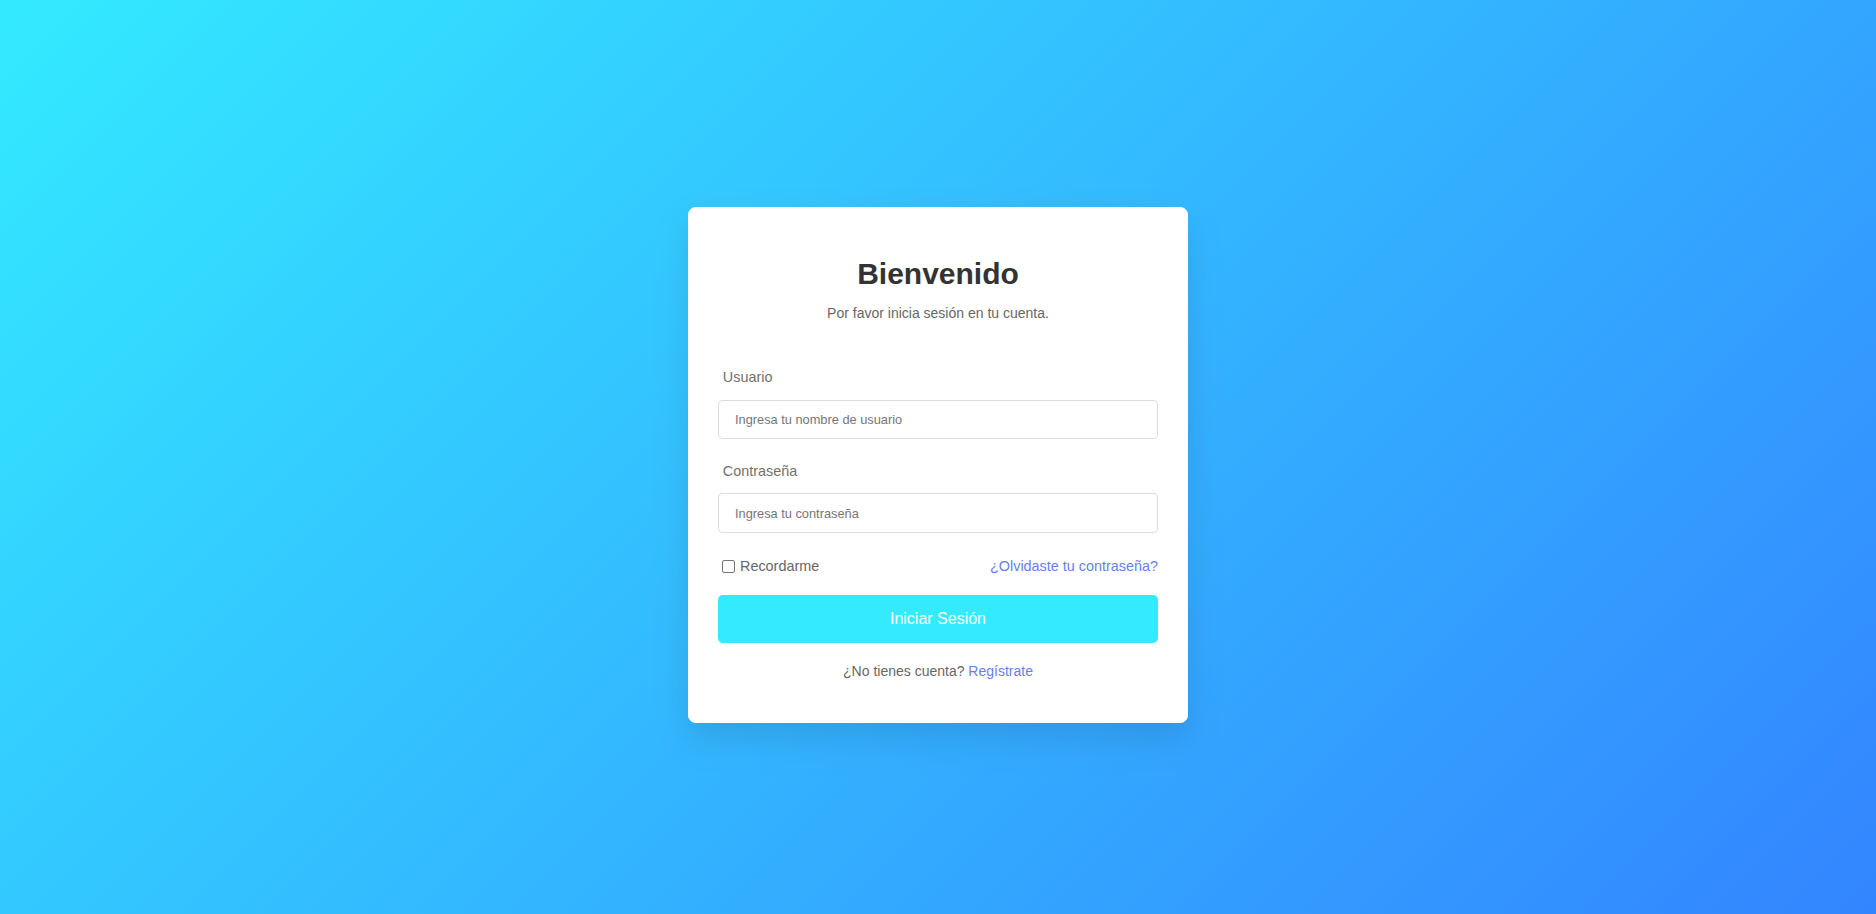 Bienvenido
Por favor inicia sesión en tu cuenta.
Usuario
Ingresa tu nombre de usuario
Contraseña
Ingresa tu contraseña
Recordarme ¿Olvidaste tu contraseña?
Iniciar Sesión
¿No tienes cuenta? Regístrate